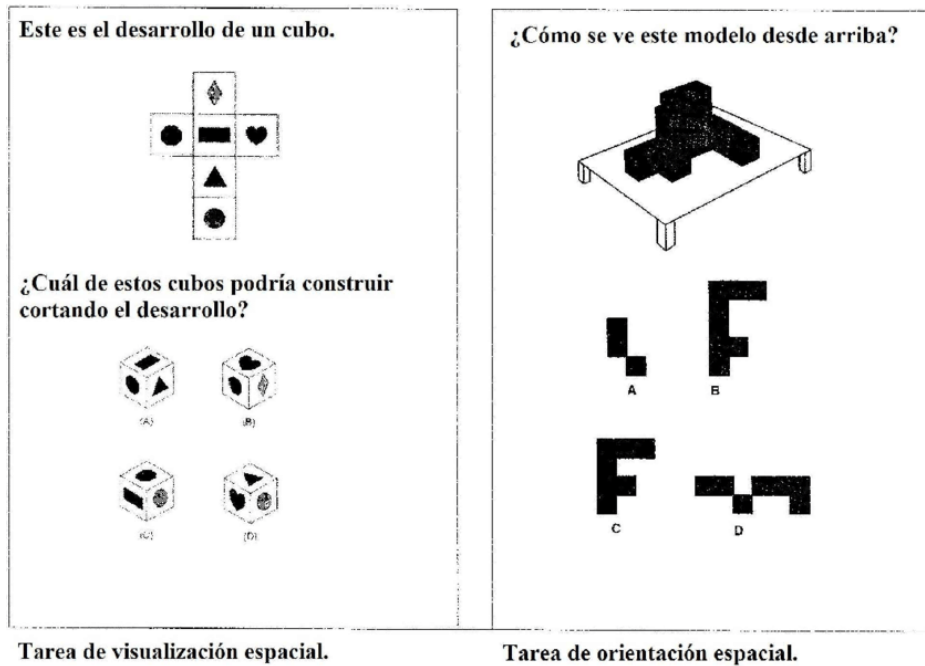 Este es el desarrollo de un cubo.
¿Cuál de estos cubos podría construir
cortando el desarrollo?
(A)
(B)
(C)
(D)
Tarea de visualización espacial.
¿Cómo se ve este modelo desde arriba?
A
B
C
D
Tarea de orientación espacial.